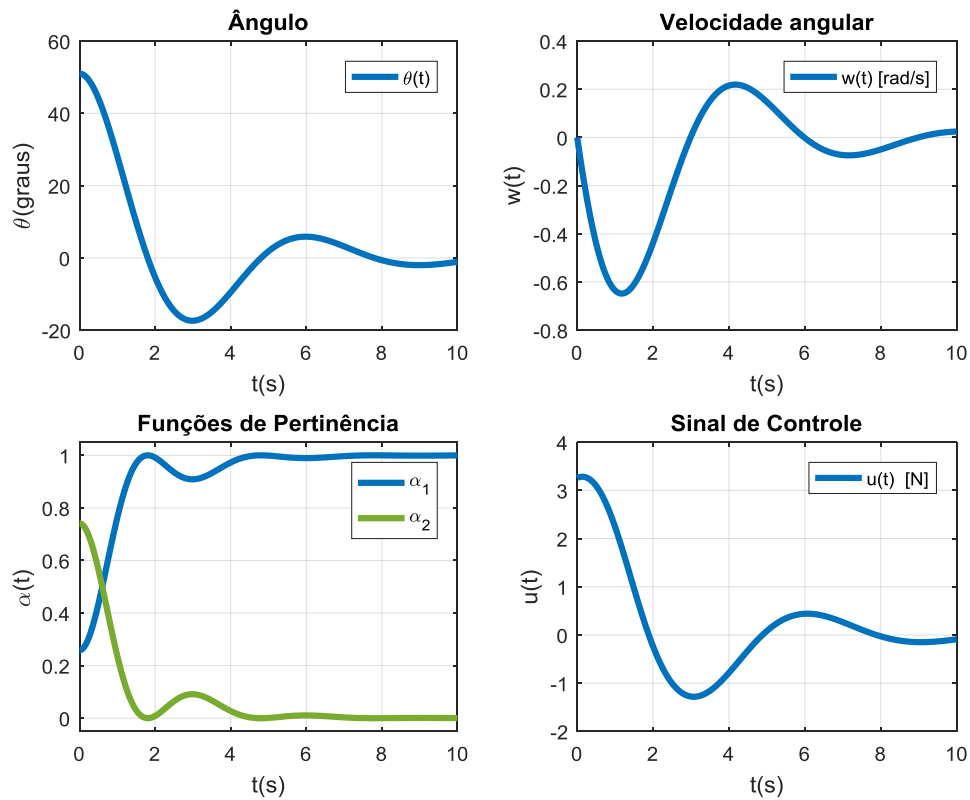 Ângulo
60
40
20
0
-20
θ(graus)
θ(t)
0 2 4 6 8 10
t(s)
Velocidade angular
0.4
0.2
0
-0.2
-0.4
-0.6
-0.8
w(t)
w(t) [rad/s]
0 2 4 6 8 10
t(s)
Funções de Pertinência
1
0.8
0.6
0.4
0.2
0
α(t)
α1
α2
0 2 4 6 8 10
t(s)
Sinal de Controle
4
3
2
1
0
-1
-2
u(t)
u(t) [N]
0 2 4 6 8 10
t(s)